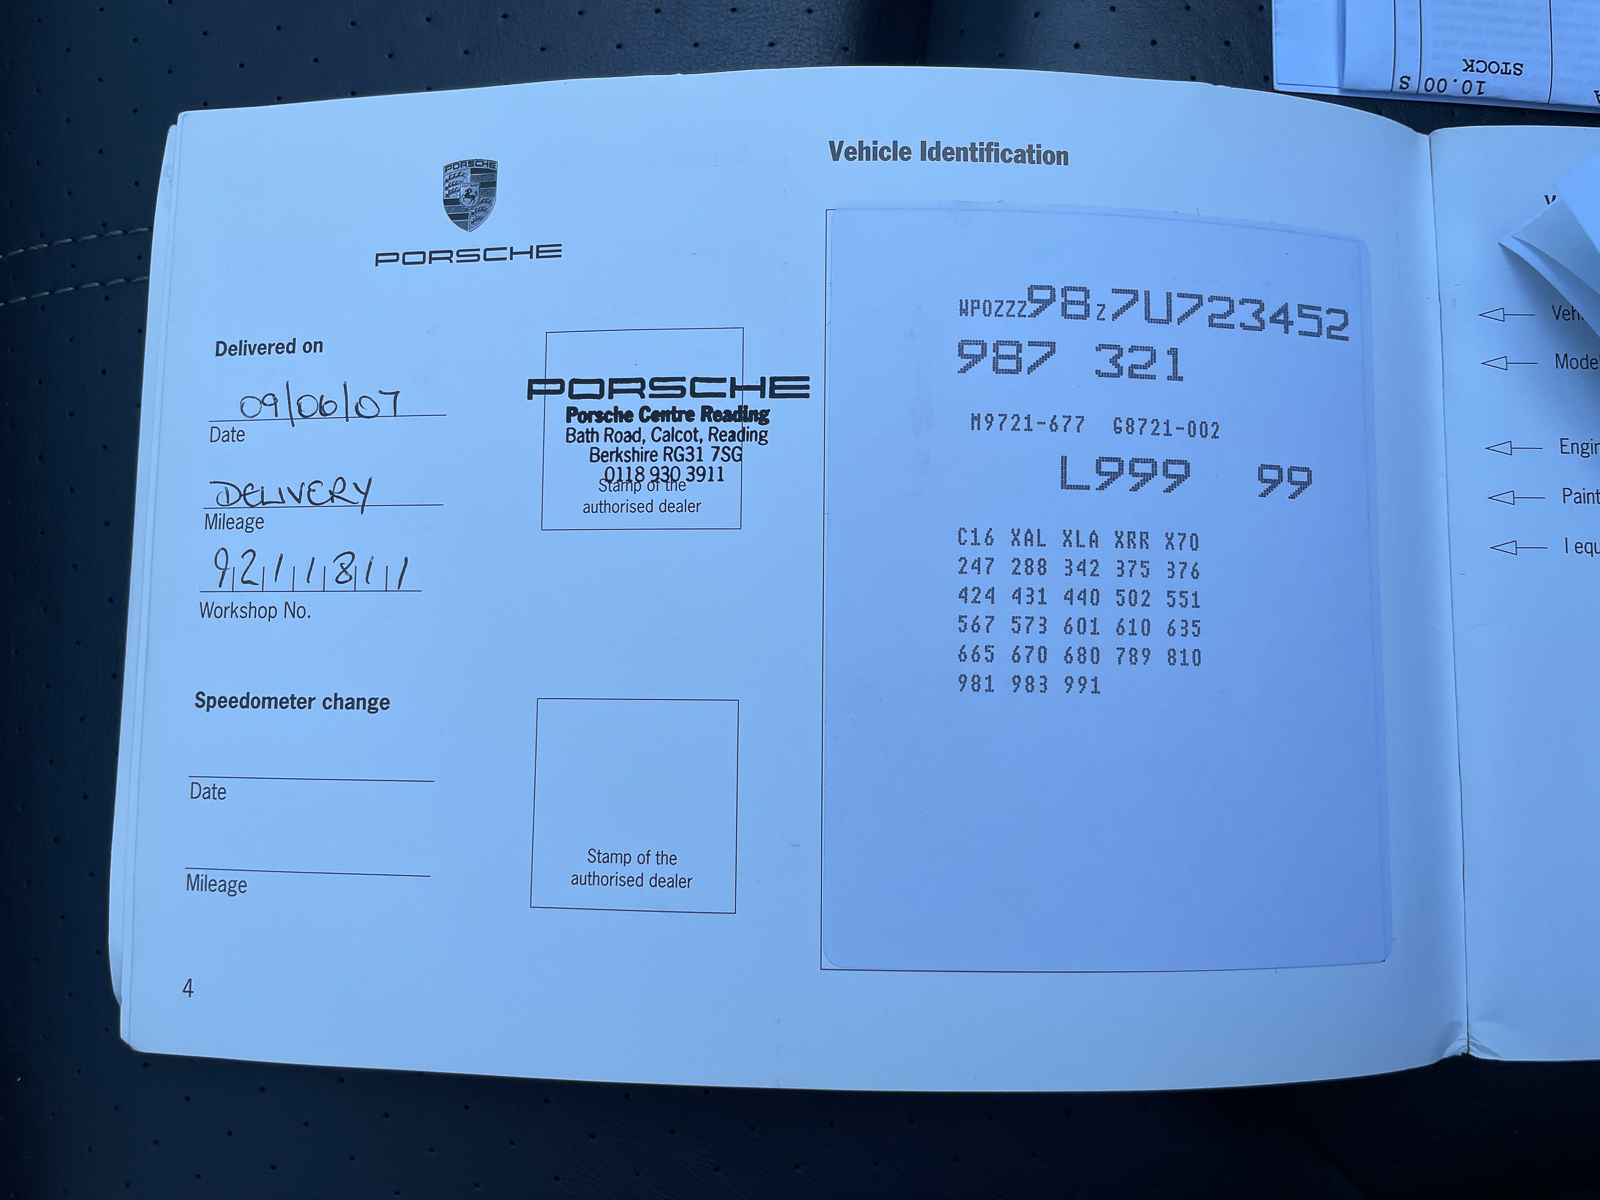 STOCK
10.00 S
PORSCHE
PORSCHE
Delivered on
09/06/07
Date
DELIVERY
Mileage
9211811
Workshop No.
PORSCHE
Porsche Centre Reading
Bath Road, Calcot, Reading
Berkshire RG31 7SG
0118 930 3911
Stamp of the
authorised dealer
Speedometer change
Date
Mileage
Stamp of the
authorised dealer
4
Vehicle Identification
WP0ZZZ98Z7U723452
987 321
M9721-677 G8721-002
L999 99
C16 XAL XLA XRR X70
247 288 342 375 376
424 431 440 502 551
567 573 601 610 635
665 670 680 789 810
981 983 991
Veh
Mode
Engin
Paint
I equ